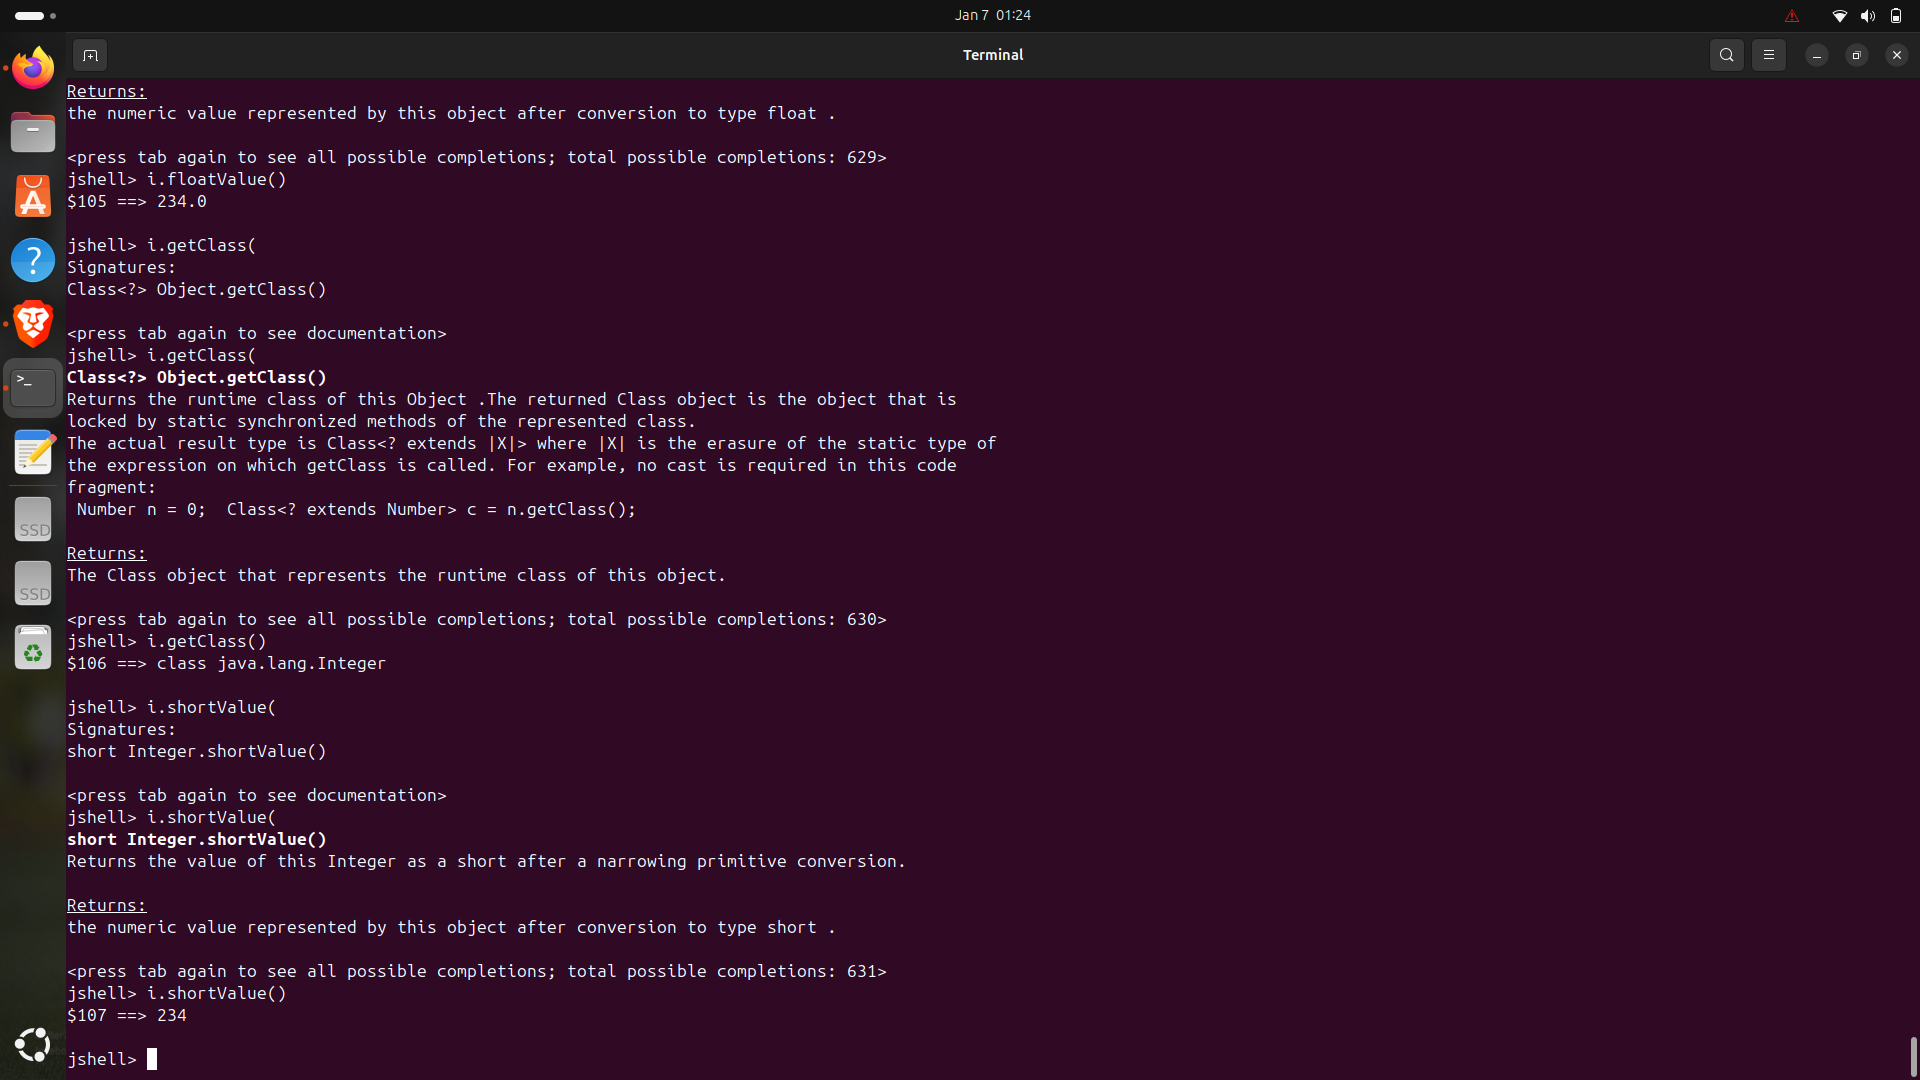 Jan 7 01:24
Terminal
Returns:
the numeric value represented by this object after conversion to type float .
<press tab again to see all possible completions; total possible completions: 629>
jshell> i.floatValue()
$105 ==> 234.0
jshell> i.getClass(
Signatures:
Class<?> Object.getClass()
<press tab again to see documentation>
jshell> i.getClass(
Class<?> Object.getClass()
Returns the runtime class of this Object .The returned Class object is the object that is
locked by static synchronized methods of the represented class.
The actual result type is Class<? extends |X|> where |X| is the erasure of the static type of
the expression on which getClass is called. For example, no cast is required in this code
fragment:
Number n = 0;  Class<? extends Number> c = n.getClass();
Returns:
The Class object that represents the runtime class of this object.
<press tab again to see all possible completions; total possible completions: 630>
jshell> i.getClass()
$106 ==> class java.lang.Integer
jshell> i.shortValue(
Signatures:
short Integer.shortValue()
<press tab again to see documentation>
jshell> i.shortValue(
short Integer.shortValue()
Returns the value of this Integer as a short after a narrowing primitive conversion.
Returns:
the numeric value represented by this object after conversion to type short .
<press tab again to see all possible completions; total possible completions: 631>
jshell> i.shortValue()
$107 ==> 234
jshell>
SSD
SSD